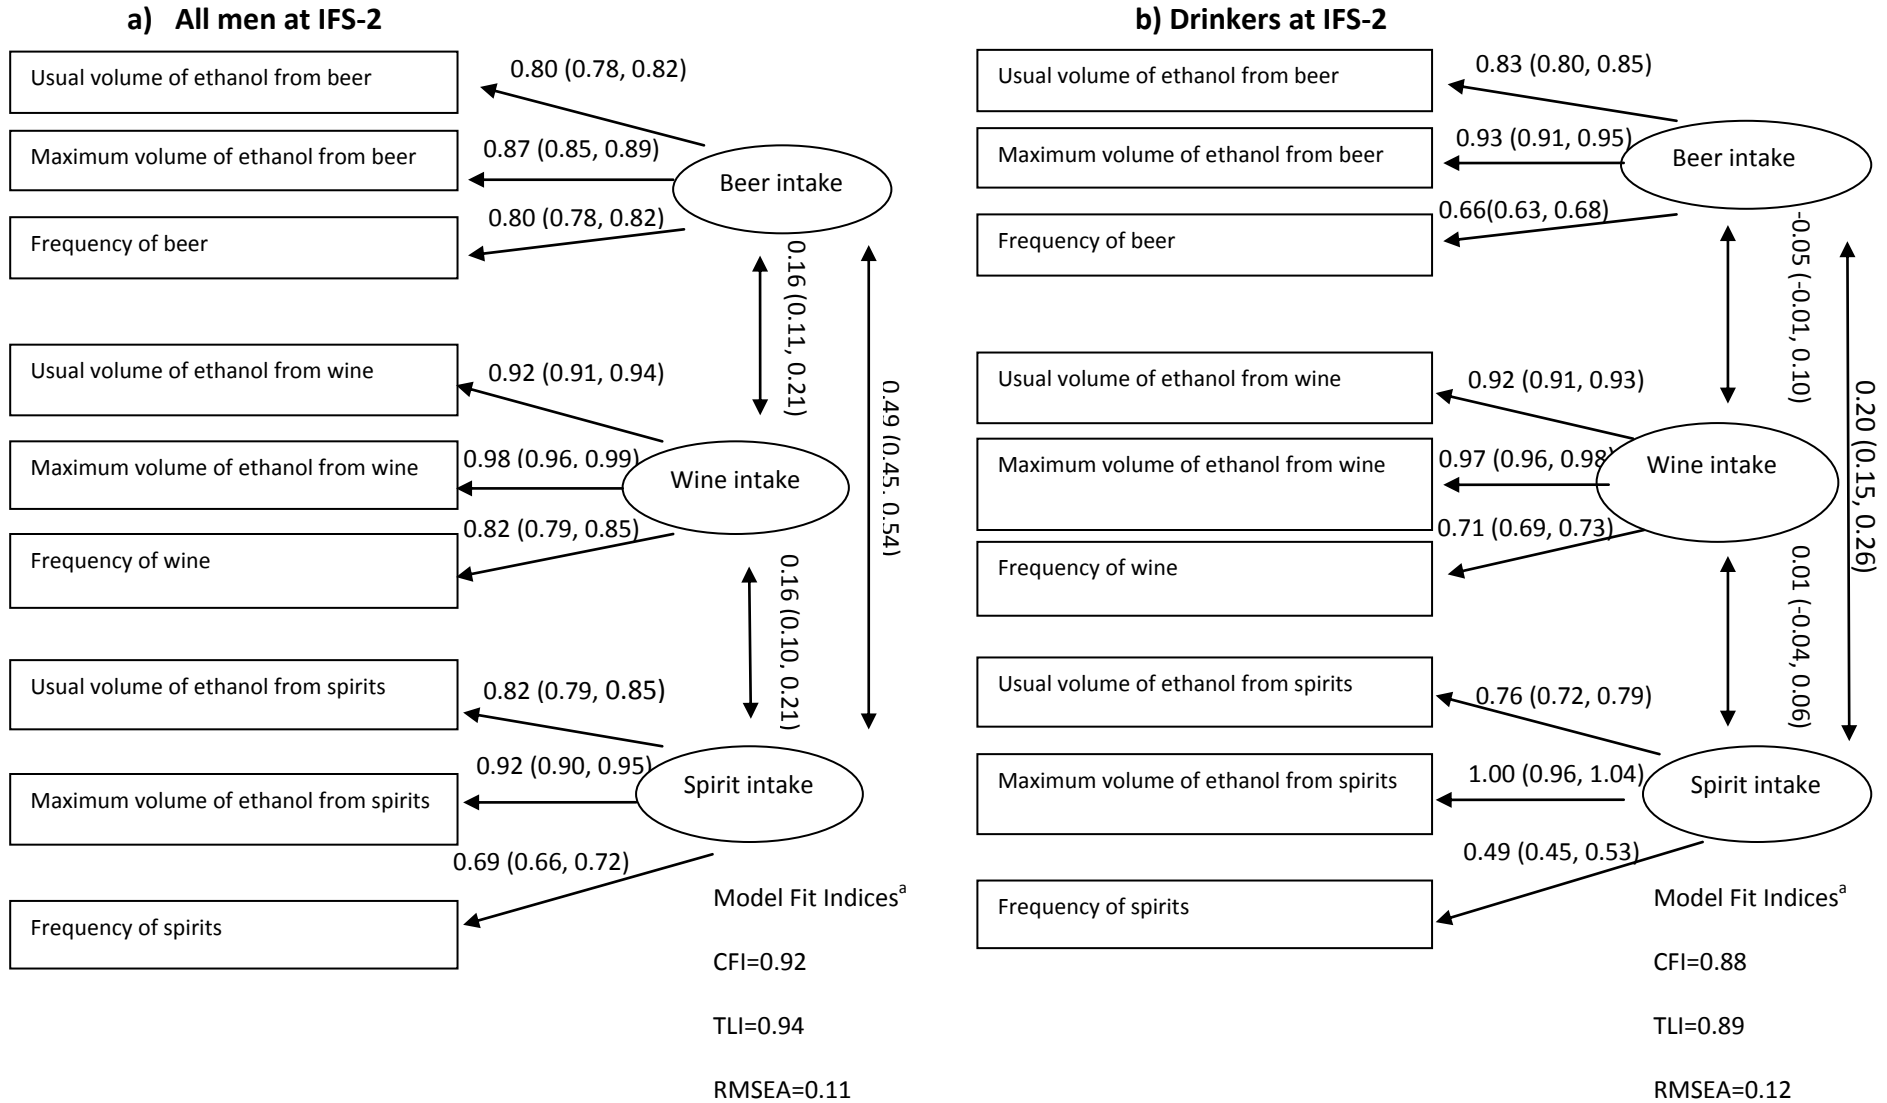 a) All men at IFS-2
Usual volume of ethanol from beer
0.80 (0.78, 0.82)
Maximum volume of ethanol from beer
0.87 (0.85, 0.89)
Beer intake
Frequency of beer
0.80 (0.78, 0.82)
0.16 (0.11, 0.21)
0.49 (0.45, 0.54)
Usual volume of ethanol from wine
0.92 (0.91, 0.94)
Maximum volume of ethanol from wine
0.98 (0.96, 0.99)
Wine intake
Frequency of wine
0.82 (0.79, 0.85)
0.16 (0.10, 0.21)
Usual volume of ethanol from spirits
0.82 (0.79, 0.85)
Maximum volume of ethanol from spirits
0.92 (0.90, 0.95)
Spirit intake
Frequency of spirits
0.69 (0.66, 0.72)
Model Fit Indicesa
CFI=0.92
TLI=0.94
RMSEA=0.11
b) Drinkers at IFS-2
Usual volume of ethanol from beer
0.83 (0.80, 0.85)
Maximum volume of ethanol from beer
0.93 (0.91, 0.95)
Beer intake
Frequency of beer
0.66(0.63, 0.68)
-0.05 (-0.01, 0.10)
0.20 (0.15, 0.26)
Usual volume of ethanol from wine
0.92 (0.91, 0.93)
Maximum volume of ethanol from wine
0.97 (0.96, 0.98)
Wine intake
Frequency of wine
0.71 (0.69, 0.73)
0.01 (-0.04, 0.06)
Usual volume of ethanol from spirits
0.76 (0.72, 0.79)
Maximum volume of ethanol from spirits
1.00 (0.96, 1.04)
Spirit intake
Frequency of spirits
0.49 (0.45, 0.53)
Model Fit Indicesa
CFI=0.88
TLI=0.89
RMSEA=0.12